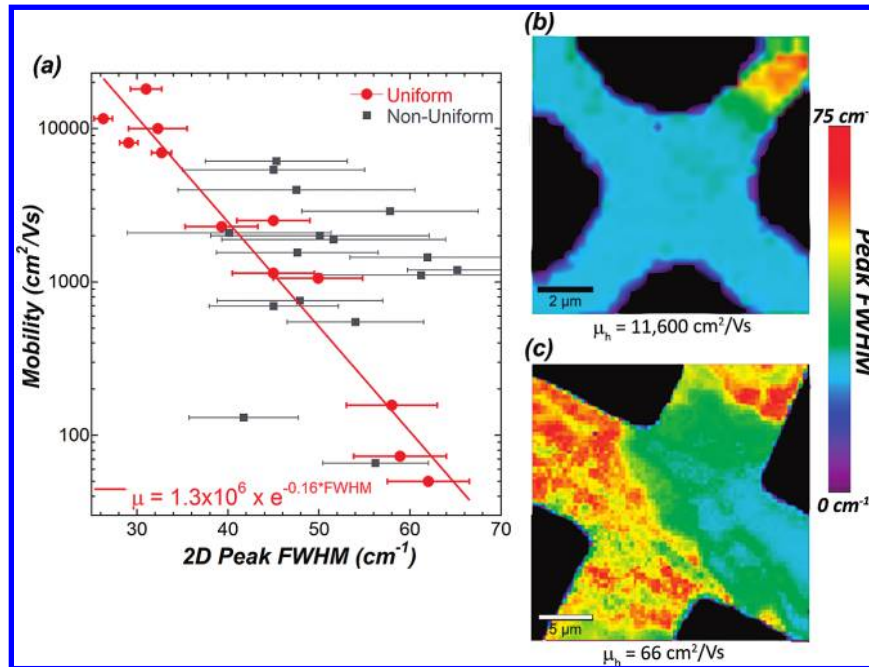 (a)
Uniform
Non-Uniform
10000
1000
100
Mobility (cm²/Vs)
μ = 1.3x10⁶ x e⁻⁰·¹⁶*ᶠᵂᴴᴹ
30 40 50 60 70
2D Peak FWHM (cm⁻¹)
(b)
2 μm
μₕ = 11,600 cm²/Vs
(c)
5 μm
μₕ = 66 cm²/Vs
75 cm⁻¹
Peak FWHM
0 cm⁻¹